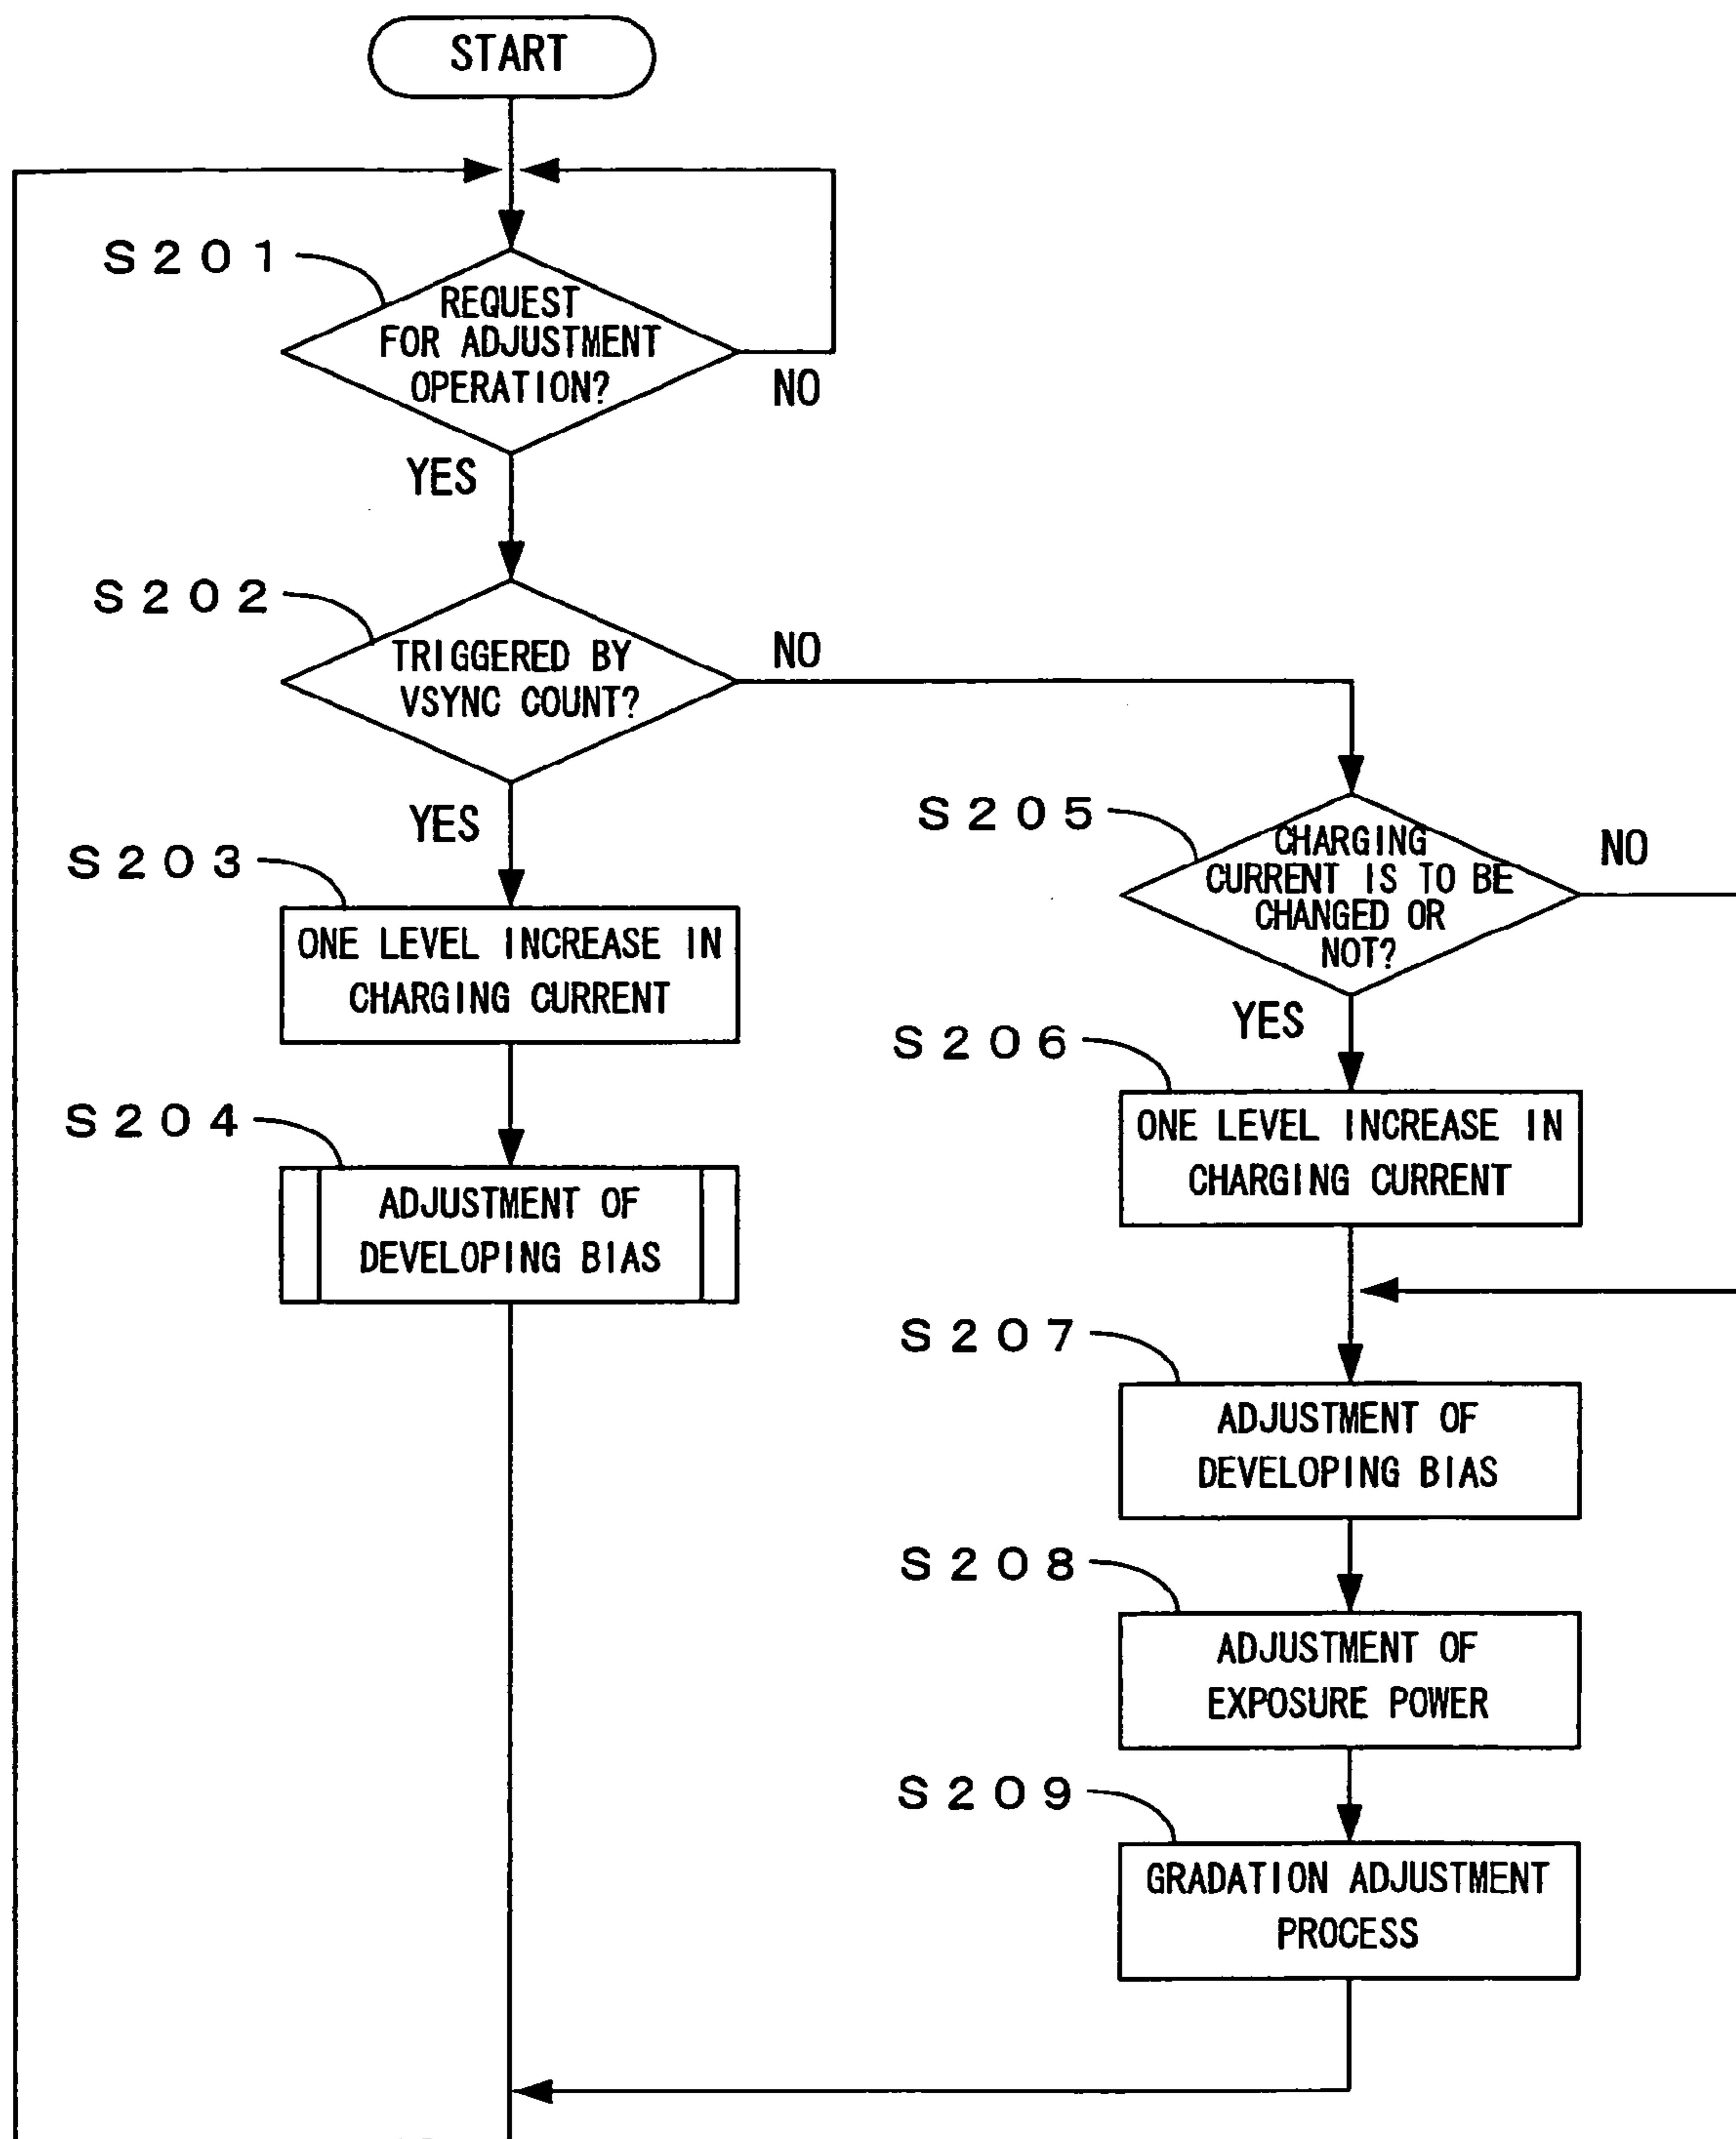 START
S201
REQUEST
FOR ADJUSTMENT
OPERATION?
NO
YES
S202
TRIGGERED BY
VSYNC COUNT?
NO
YES
S203
ONE LEVEL INCREASE IN
CHARGING CURRENT
S204
ADJUSTMENT OF
DEVELOPING BIAS
S205
CHARGING
CURRENT IS TO BE
CHANGED OR
NOT?
NO
YES
S206
ONE LEVEL INCREASE IN
CHARGING CURRENT
S207
ADJUSTMENT OF
DEVELOPING BIAS
S208
ADJUSTMENT OF
EXPOSURE POWER
S209
GRADATION ADJUSTMENT
PROCESS